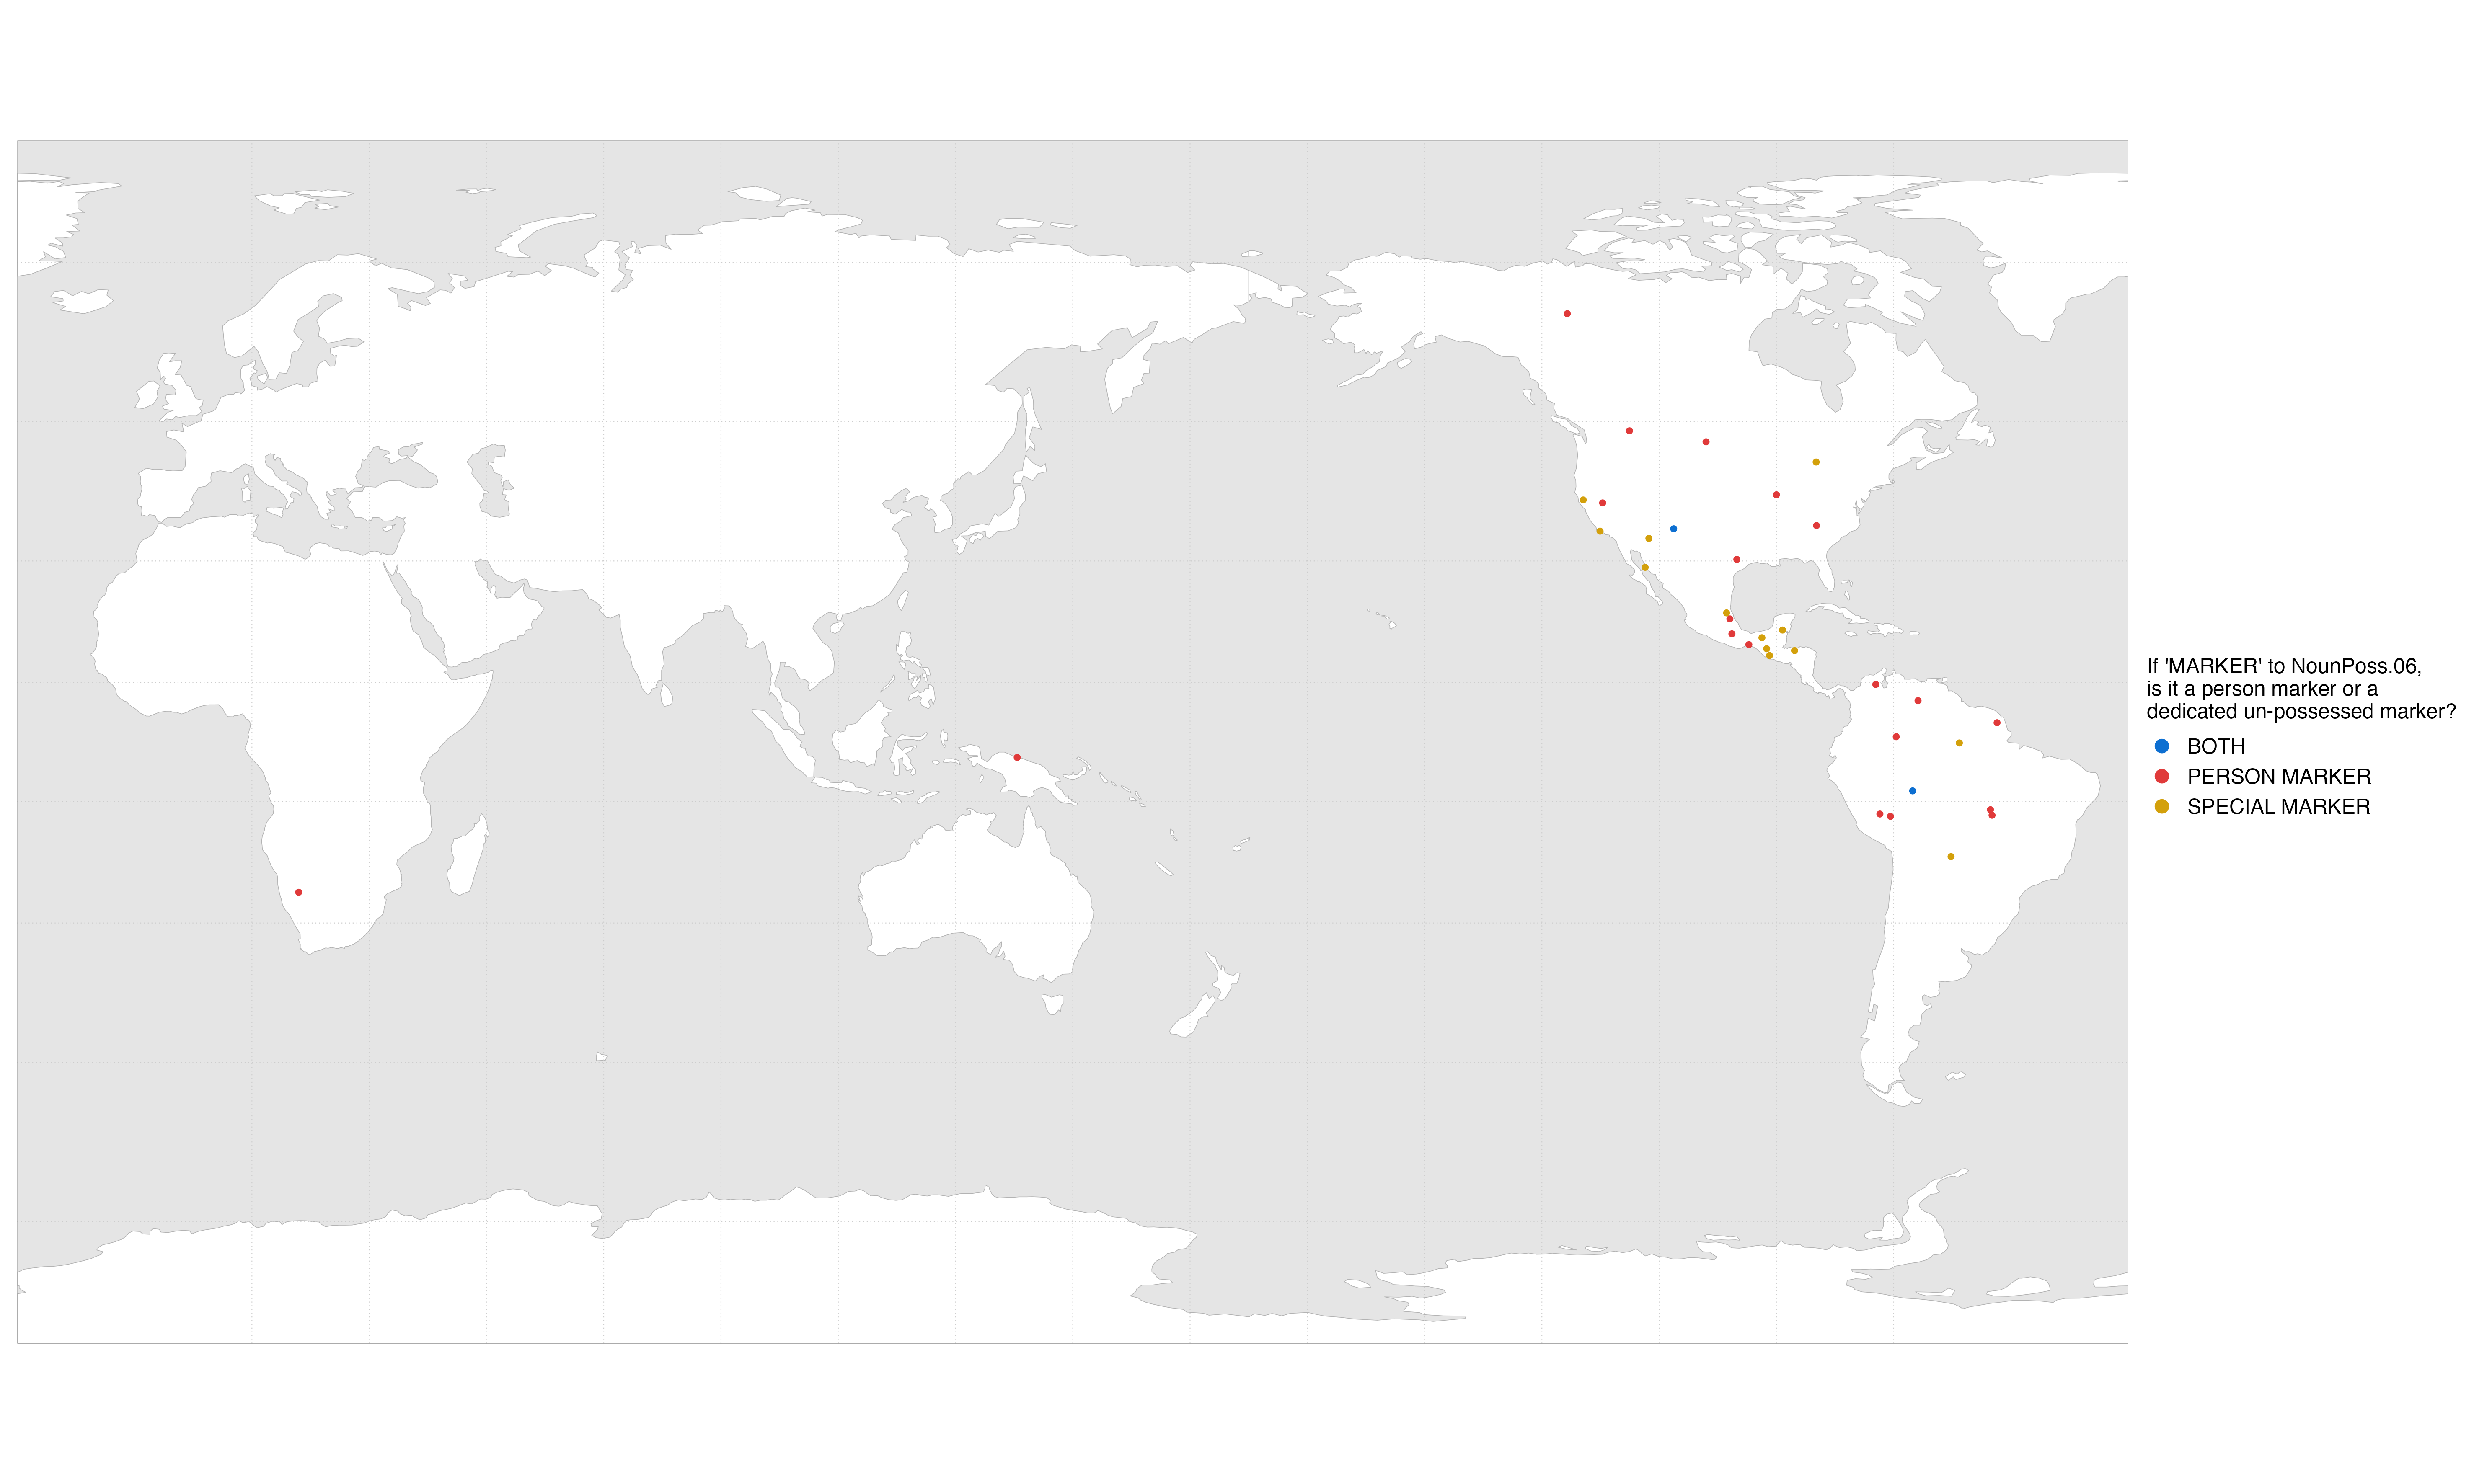 If 'MARKER' to NounPoss.06,
is it a person marker or a
dedicated un-possessed marker?
BOTH
PERSON MARKER
SPECIAL MARKER